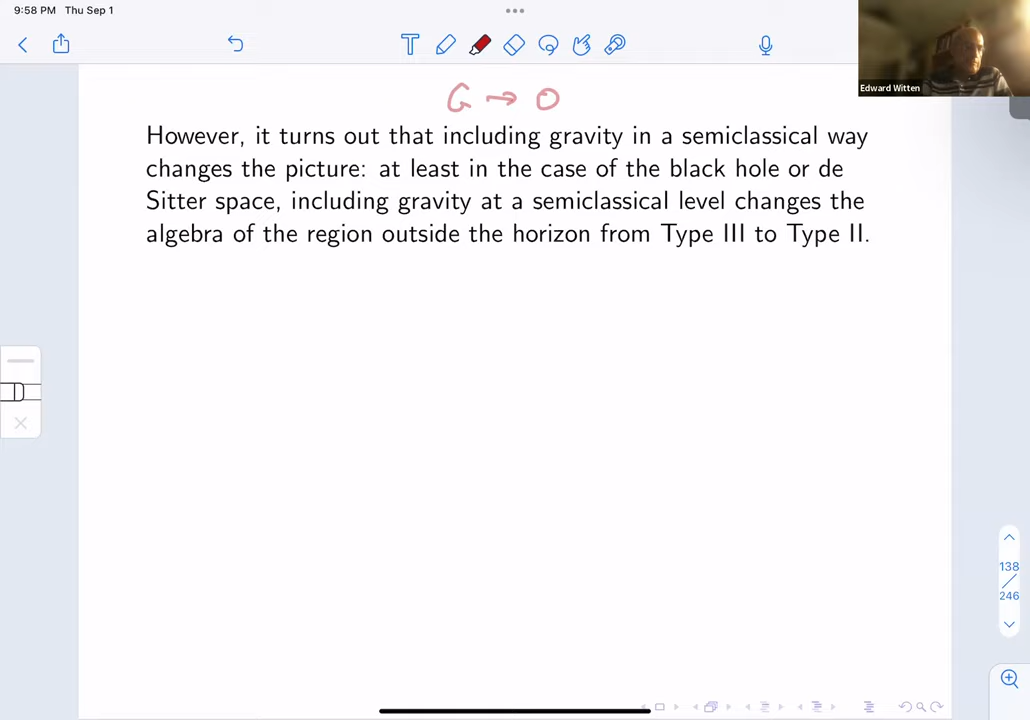 9:58 PM Thu Sep 1
Edward Witten
G → 0
However, it turns out that including gravity in a semiclassical way
changes the picture: at least in the case of the black hole or de
Sitter space, including gravity at a semiclassical level changes the
algebra of the region outside the horizon from Type III to Type II.
138
246